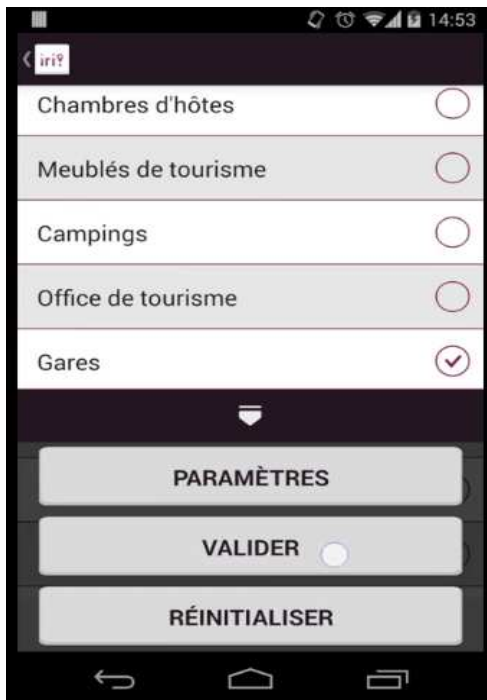 14:53
iri?
Chambres d'hôtes
Meublés de tourisme
Campings
Office de tourisme
Gares
PARAMÈTRES
VALIDER
RÉINITIALISER